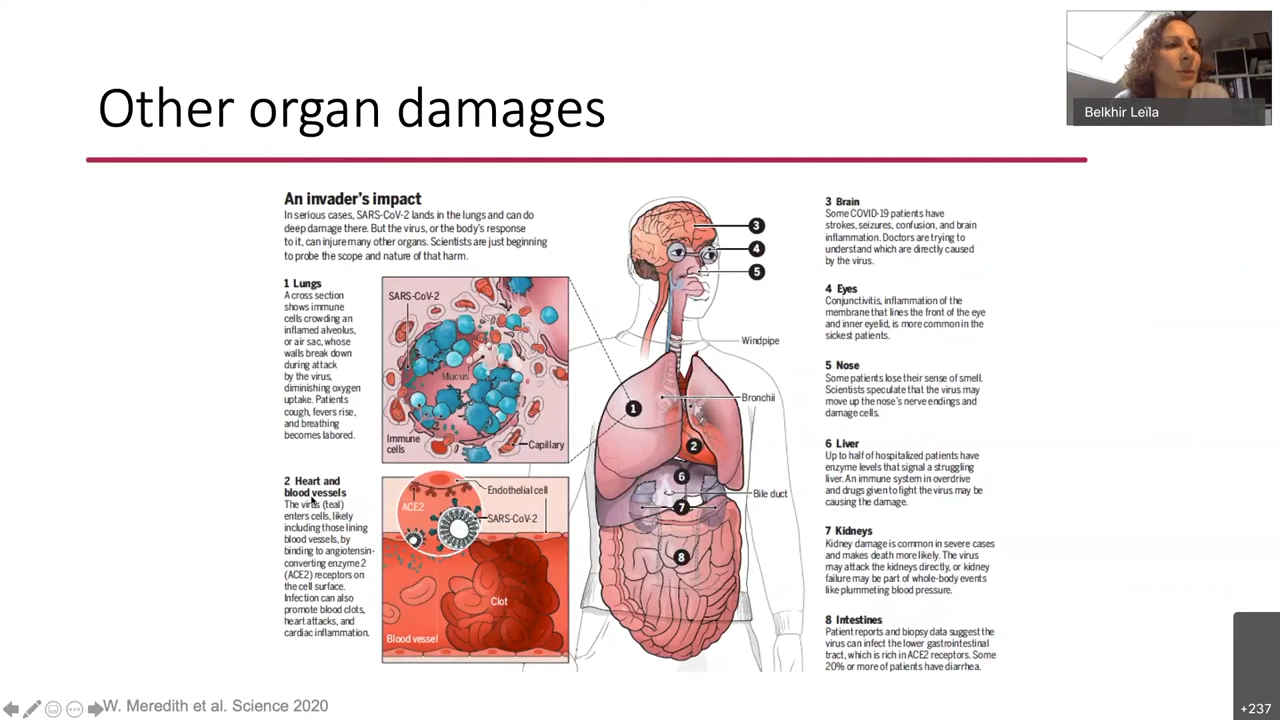 Other organ damages
Belkhir Leïla
An invader's impact
In serious cases, SARS-CoV-2 lands in the lungs and can do
deep damage there. But the virus, or the body's response
to it, can injure many other organs. Scientists are just beginning
to probe the scope and nature of that harm.
1 Lungs
A cross section
shows immune
cells crowding an
inflamed alveolus,
or air sac, whose
walls break down
during attack
by the virus,
diminishing oxygen
uptake. Patients
cough, fevers rise,
and breathing
becomes labored.
SARS-CoV-2
Mucus
Immune
cells
Capillary
2 Heart and
blood vessels
The virus (teal)
enters cells, likely
including those lining
blood vessels, by
binding to angiotensin-
converting enzyme 2
(ACE2) receptors on
the cell surface.
Infection can also
promote blood clots,
heart attacks, and
cardiac inflammation.
Endothelial cell
ACE2
SARS-CoV-2
Clot
Blood vessel
3
4
5
Windpipe
Bronchii
1
2
6
Bile duct
7
8
3 Brain
Some COVID-19 patients have
strokes, seizures, confusion, and brain
inflammation. Doctors are trying to
understand which are directly caused
by the virus.
4 Eyes
Conjunctivitis, inflammation of the
membrane that lines the front of the eye
and inner eyelid, is more common in the
sickest patients.
5 Nose
Some patients lose their sense of smell.
Scientists speculate that the virus may
move up the nose's nerve endings and
damage cells.
6 Liver
Up to half of hospitalized patients have
enzyme levels that signal a struggling
liver. An immune system in overdrive
and drugs given to fight the virus may be
causing the damage.
7 Kidneys
Kidney damage is common in severe cases
and makes death more likely. The virus
may attack the kidneys directly, or kidney
failure may be part of whole-body events
like plummeting blood pressure.
8 Intestines
Patient reports and biopsy data suggest the
virus can infect the lower gastrointestinal
tract, which is rich in ACE2 receptors. Some
20% or more of patients have diarrhea.
W. Meredith et al. Science 2020
+237